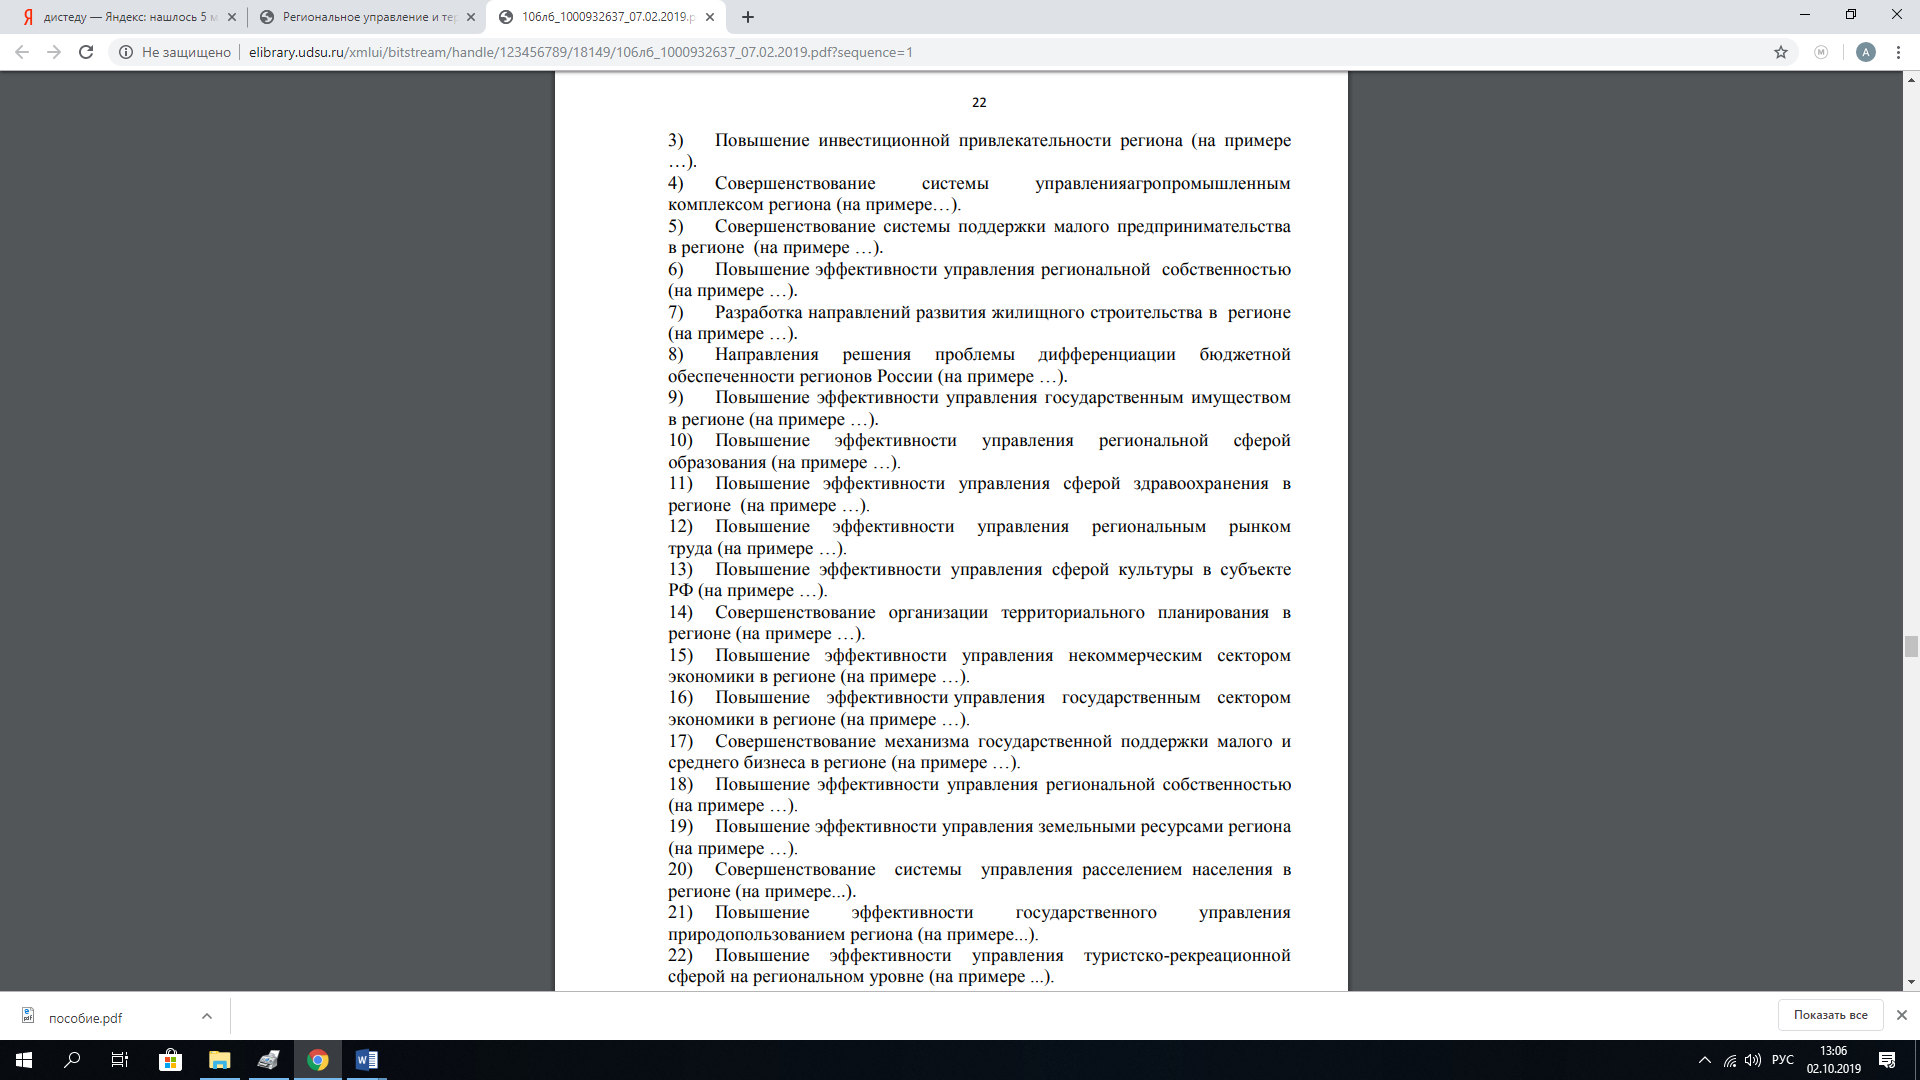 дистеду — Яндекс: нашлось 5 м
Региональное управление и тер
106лб_1000932637_07.02.2019.p
Не защищено
elibrary.udsu.ru/xmlui/bitstream/handle/123456789/18149/106лб_1000932637_07.02.2019.pdf?sequence=1
M
А
22
3) Повышение инвестиционной привлекательности региона (на примере
…).
4) Совершенствование системы управленияагропромышленным
комплексом региона (на примере…).
5) Совершенствование системы поддержки малого предпринимательства
в регионе (на примере …).
6) Повышение эффективности управления региональной собственностью
(на примере …).
7) Разработка направлений развития жилищного строительства в регионе
(на примере …).
8) Направления решения проблемы дифференциации бюджетной
обеспеченности регионов России (на примере …).
9) Повышение эффективности управления государственным имуществом
в регионе (на примере …).
10) Повышение эффективности управления региональной сферой
образования (на примере …).
11) Повышение эффективности управления сферой здравоохранения в
регионе (на примере …).
12) Повышение эффективности управления региональным рынком
труда (на примере …).
13) Повышение эффективности управления сферой культуры в субъекте
РФ (на примере …).
14) Совершенствование организации территориального планирования в
регионе (на примере …).
15) Повышение эффективности управления некоммерческим сектором
экономики в регионе (на примере …).
16) Повышение эффективности управления государственным сектором
экономики в регионе (на примере …).
17) Совершенствование механизма государственной поддержки малого и
среднего бизнеса в регионе (на примере …).
18) Повышение эффективности управления региональной собственностью
(на примере …).
19) Повышение эффективности управления земельными ресурсами региона
(на примере …).
20) Совершенствование системы управления расселением населения в
регионе (на примере...).
21) Повышение эффективности государственного управления
природопользованием региона (на примере...).
22) Повышение эффективности управления туристско-рекреационной
сферой на региональном уровне (на примере ...).
пособие.pdf
Показать все
РУС
13:06
02.10.2019